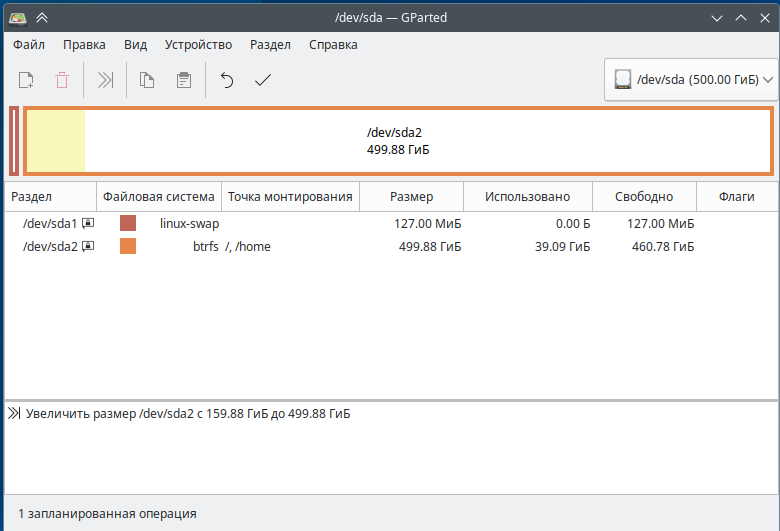 /dev/sda — GParted
Файл Правка Вид Устройство Раздел Справка
/dev/sda (500.00 ГиБ)
/dev/sda2
499.88 ГиБ
Раздел Файловая система Точка монтирования Размер Использовано Свободно Флаги
/dev/sda1 linux-swap 127.00 МиБ 0.00 Б 127.00 МиБ
/dev/sda2 btrfs /, /home 499.88 ГиБ 39.09 ГиБ 460.78 ГиБ
Увеличить размер /dev/sda2 с 159.88 ГиБ до 499.88 ГиБ
1 запланированная операция